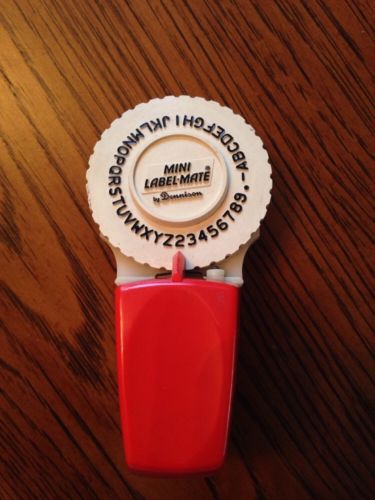 ABCDEFGHIJKLMNOPQRSTUVWXYZ23456789.-
MINI
LABEL-MATE®
by Dennison